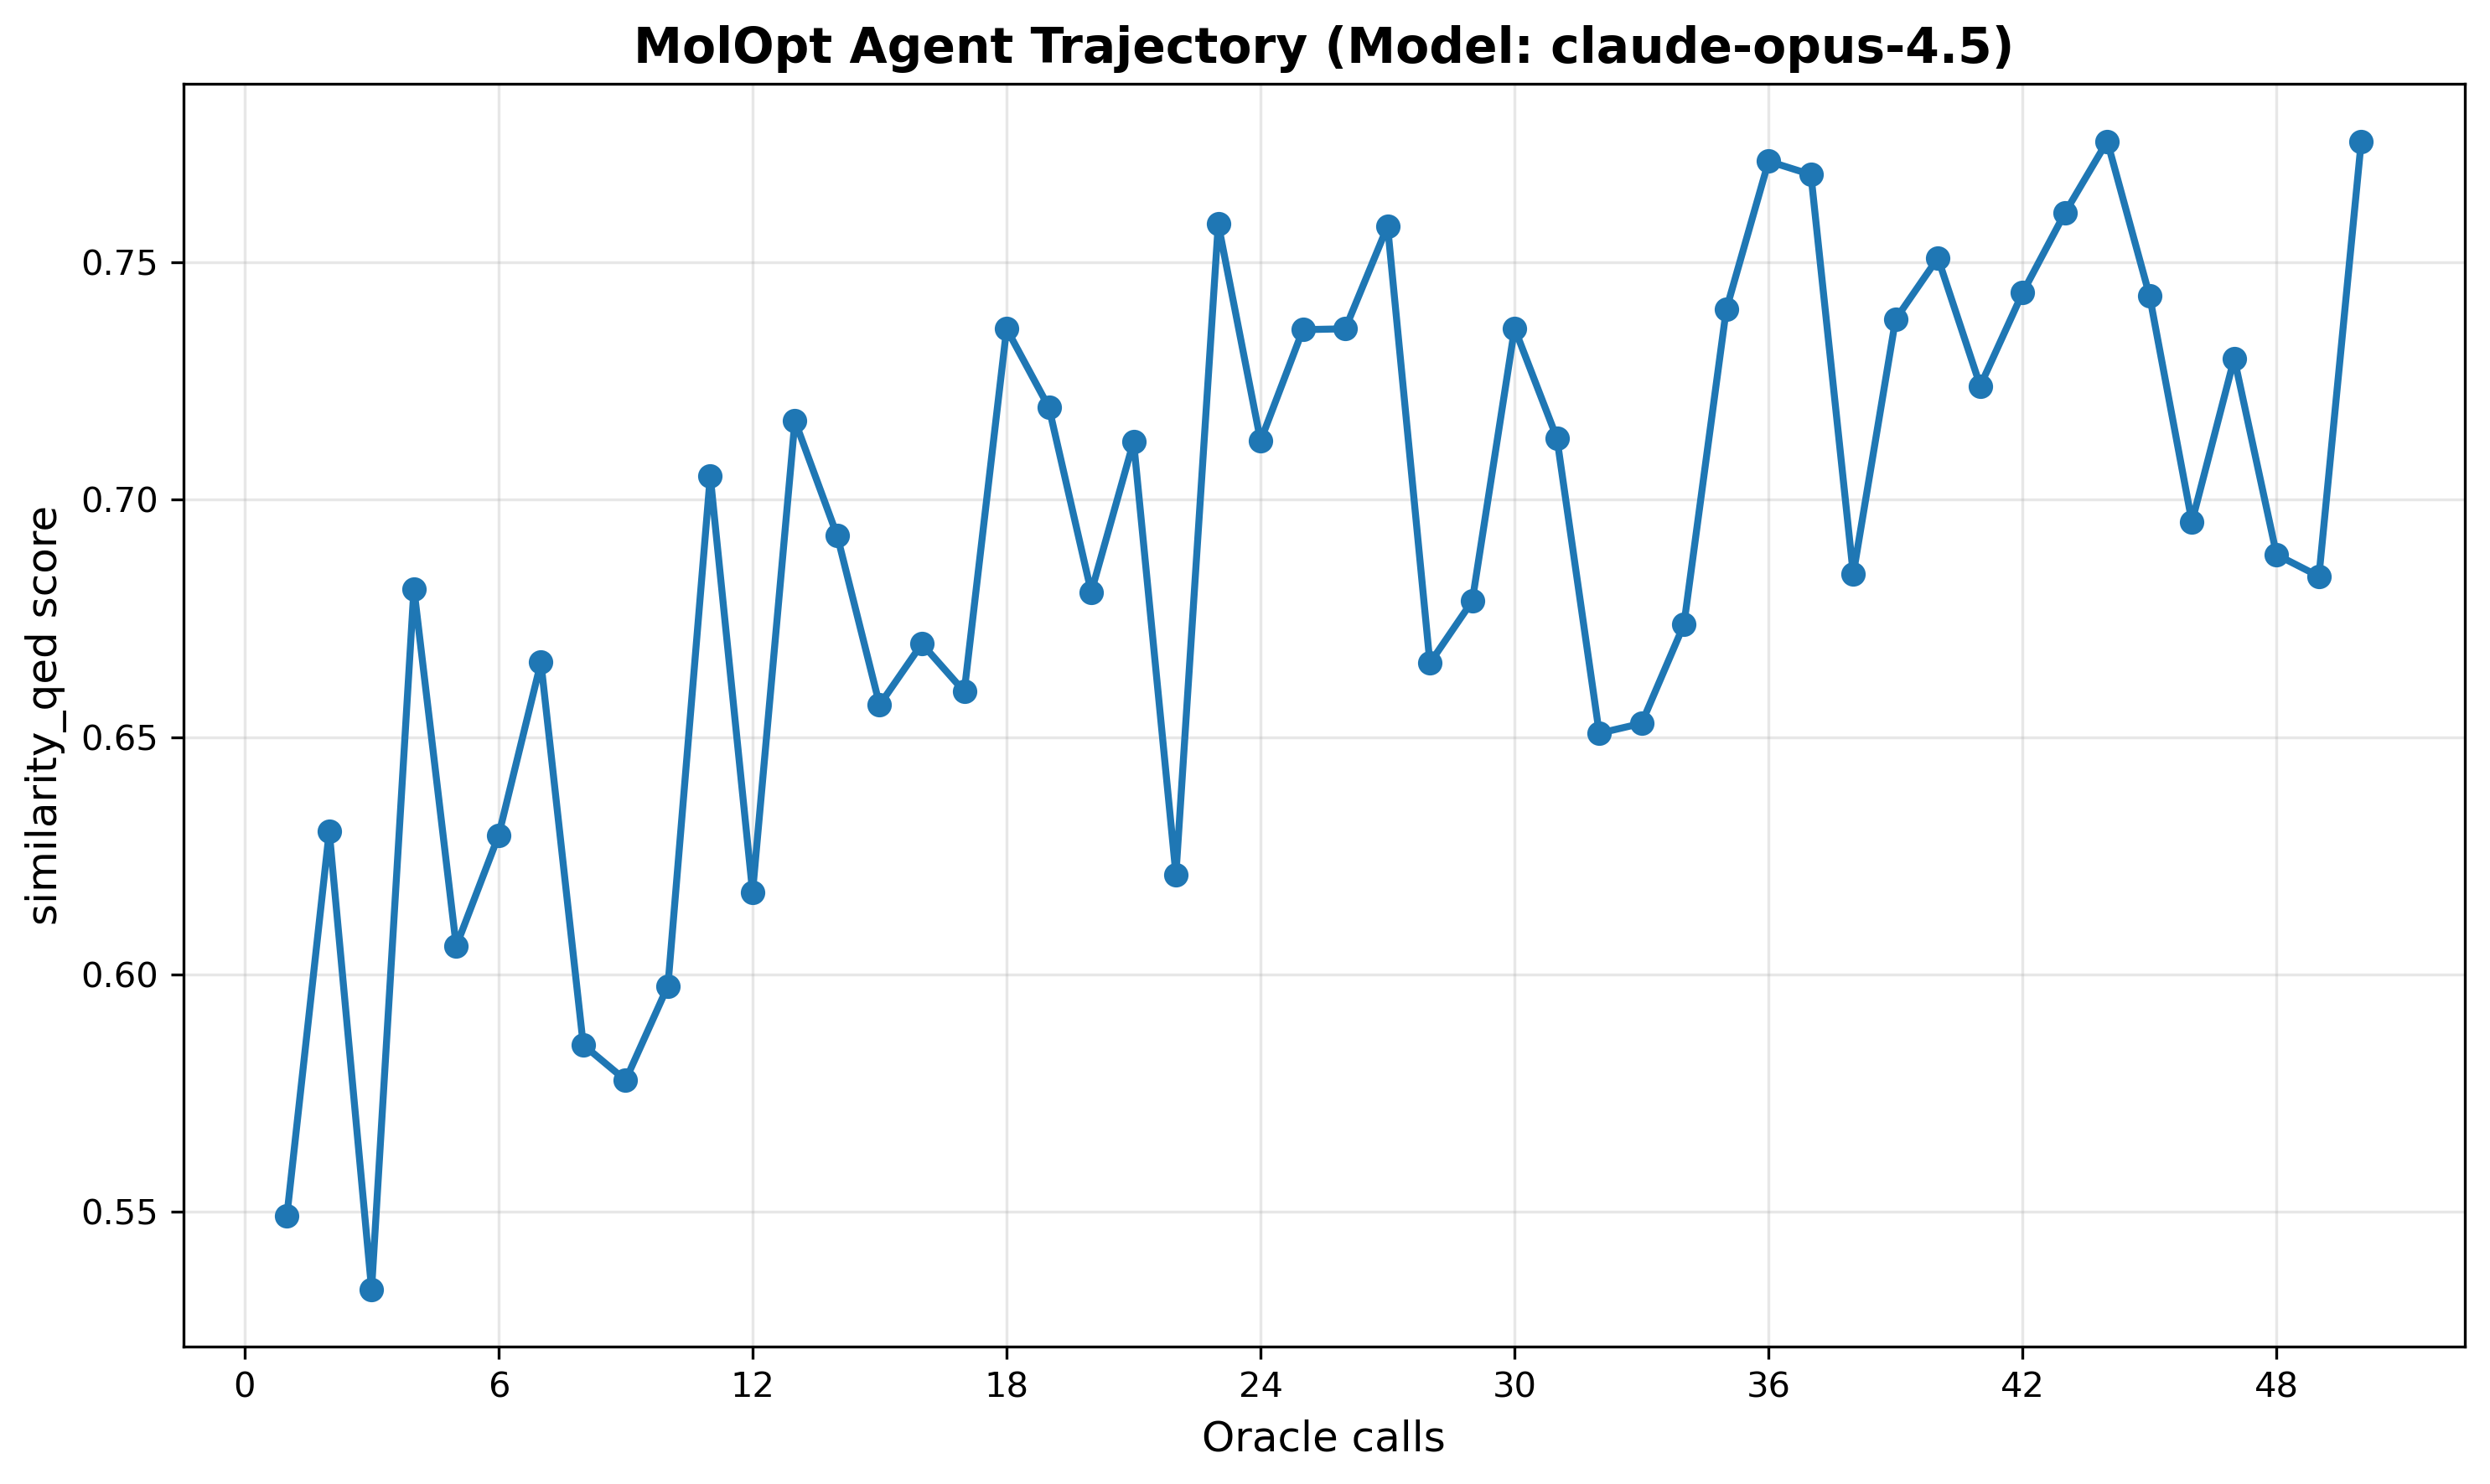 MolOpt Agent Trajectory (Model: claude-opus-4.5)
similarity_qed score
0.75
0.70
0.65
0.60
0.55
0 6 12 18 24 30 36 42 48
Oracle calls